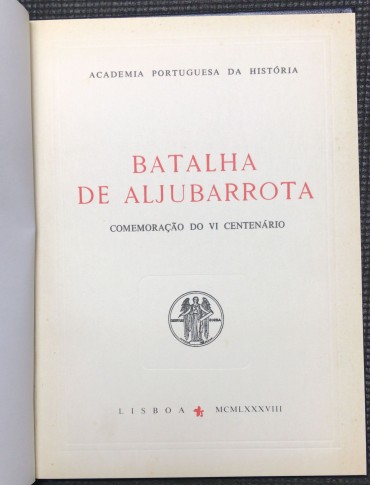 ACADEMIA PORTUGUESA DA HISTÓRIA
BATALHA
DE ALJUBARROTA
COMEMORAÇÃO DO VI CENTENÁRIO
LISBOA MCMLXXXVIII